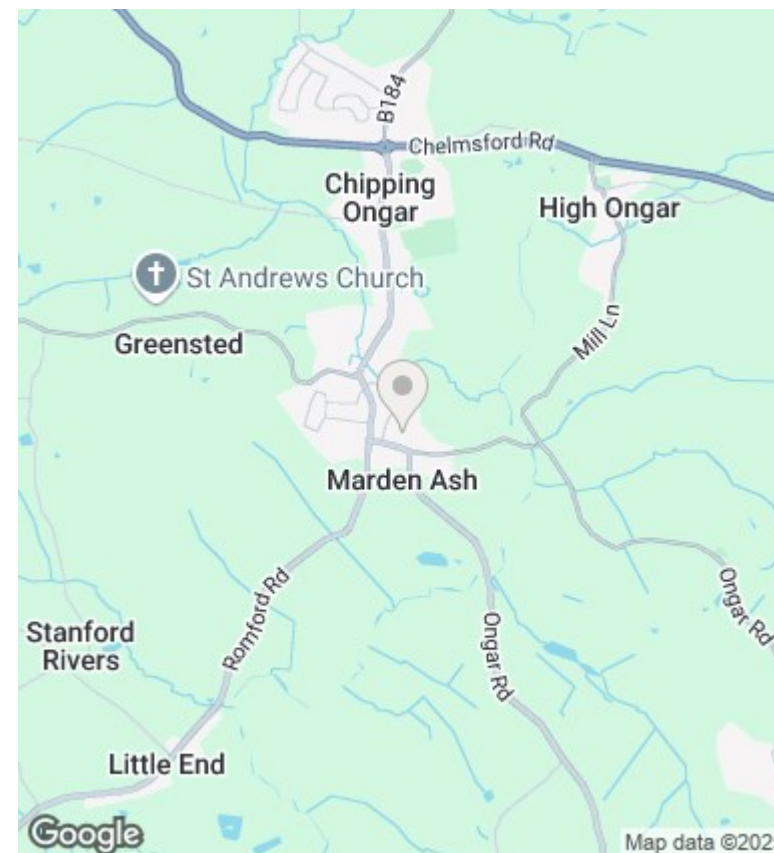 B184
Chelmsford Rd
Chipping
Ongar
High Ongar
St Andrews Church
Mill Ln
Greensted
Marden Ash
Romford Rd
Ongar Rd
Ongar Rd
Stanford
Rivers
Little End
Google
Map data ©202